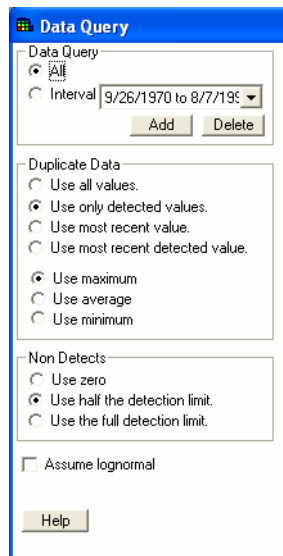 Data Query
Data Query
All
Interval 9/26/1970 to 8/7/199
Add Delete
Duplicate Data
Use all values.
Use only detected values.
Use most recent value.
Use most recent detected value.
Use maximum
Use average
Use minimum
Non Detects
Use zero
Use half the detection limit.
Use the full detection limit.
Assume lognormal
Help